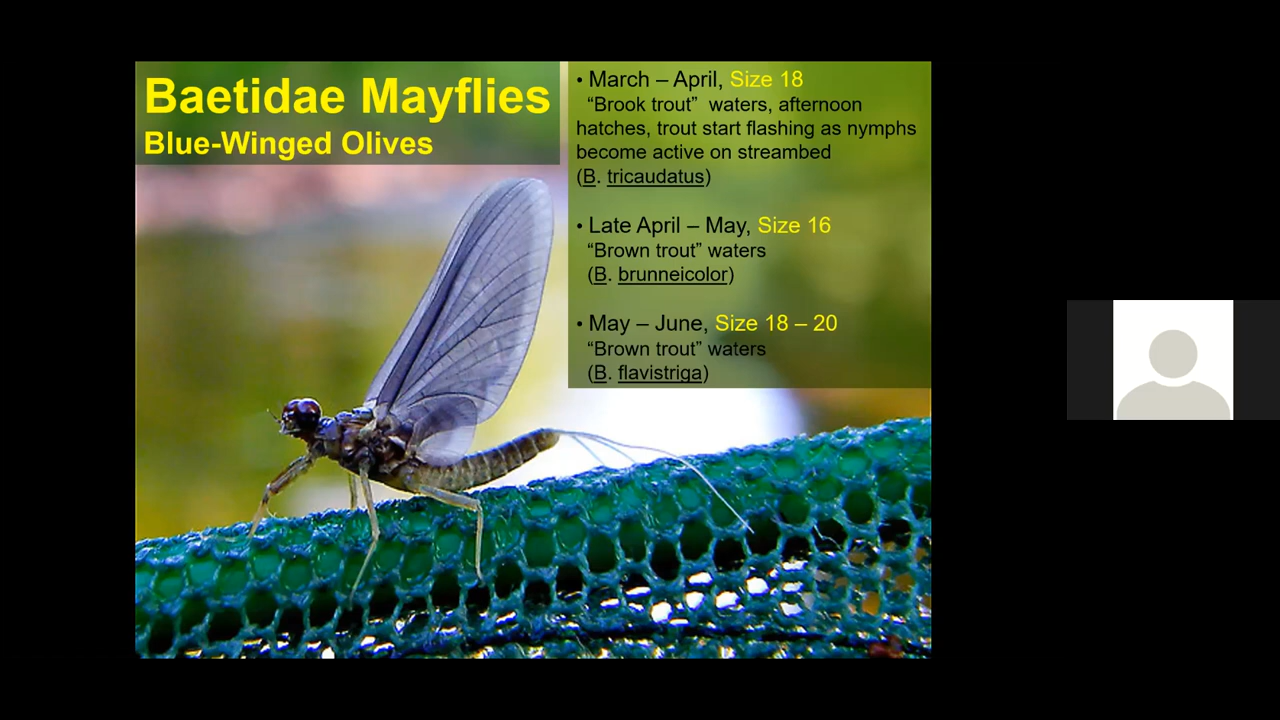 Baetidae Mayflies
Blue-Winged Olives
• March – April, Size 18
“Brook trout” waters, afternoon
hatches, trout start flashing as nymphs
become active on streambed
(B. tricaudatus)
• Late April – May, Size 16
“Brown trout” waters
(B. brunneicolor)
• May – June, Size 18 – 20
“Brown trout” waters
(B. flavistriga)